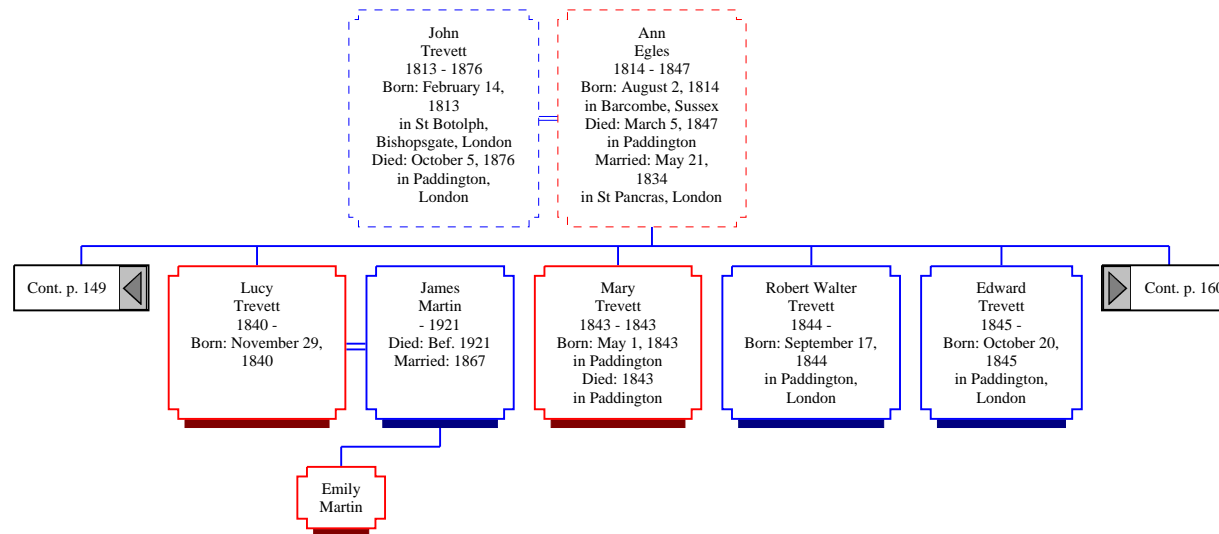 John
Trevett
1813 - 1876
Born: February 14,
1813
in St Botolph,
Bishopsgate, London
Died: October 5, 1876
in Paddington,
London
Ann
Egles
1814 - 1847
Born: August 2, 1814
in Barcombe, Sussex
Died: March 5, 1847
in Paddington
Married: May 21,
1834
in St Pancras, London
Cont. p. 149
Lucy
Trevett
1840 -
Born: November 29,
1840
James
Martin
- 1921
Died: Bef. 1921
Married: 1867
Mary
Trevett
1843 - 1843
Born: May 1, 1843
in Paddington
Died: 1843
in Paddington
Robert Walter
Trevett
1844 -
Born: September 17,
1844
in Paddington,
London
Edward
Trevett
1845 -
Born: October 20,
1845
in Paddington,
London
Cont. p. 160
Emily
Martin